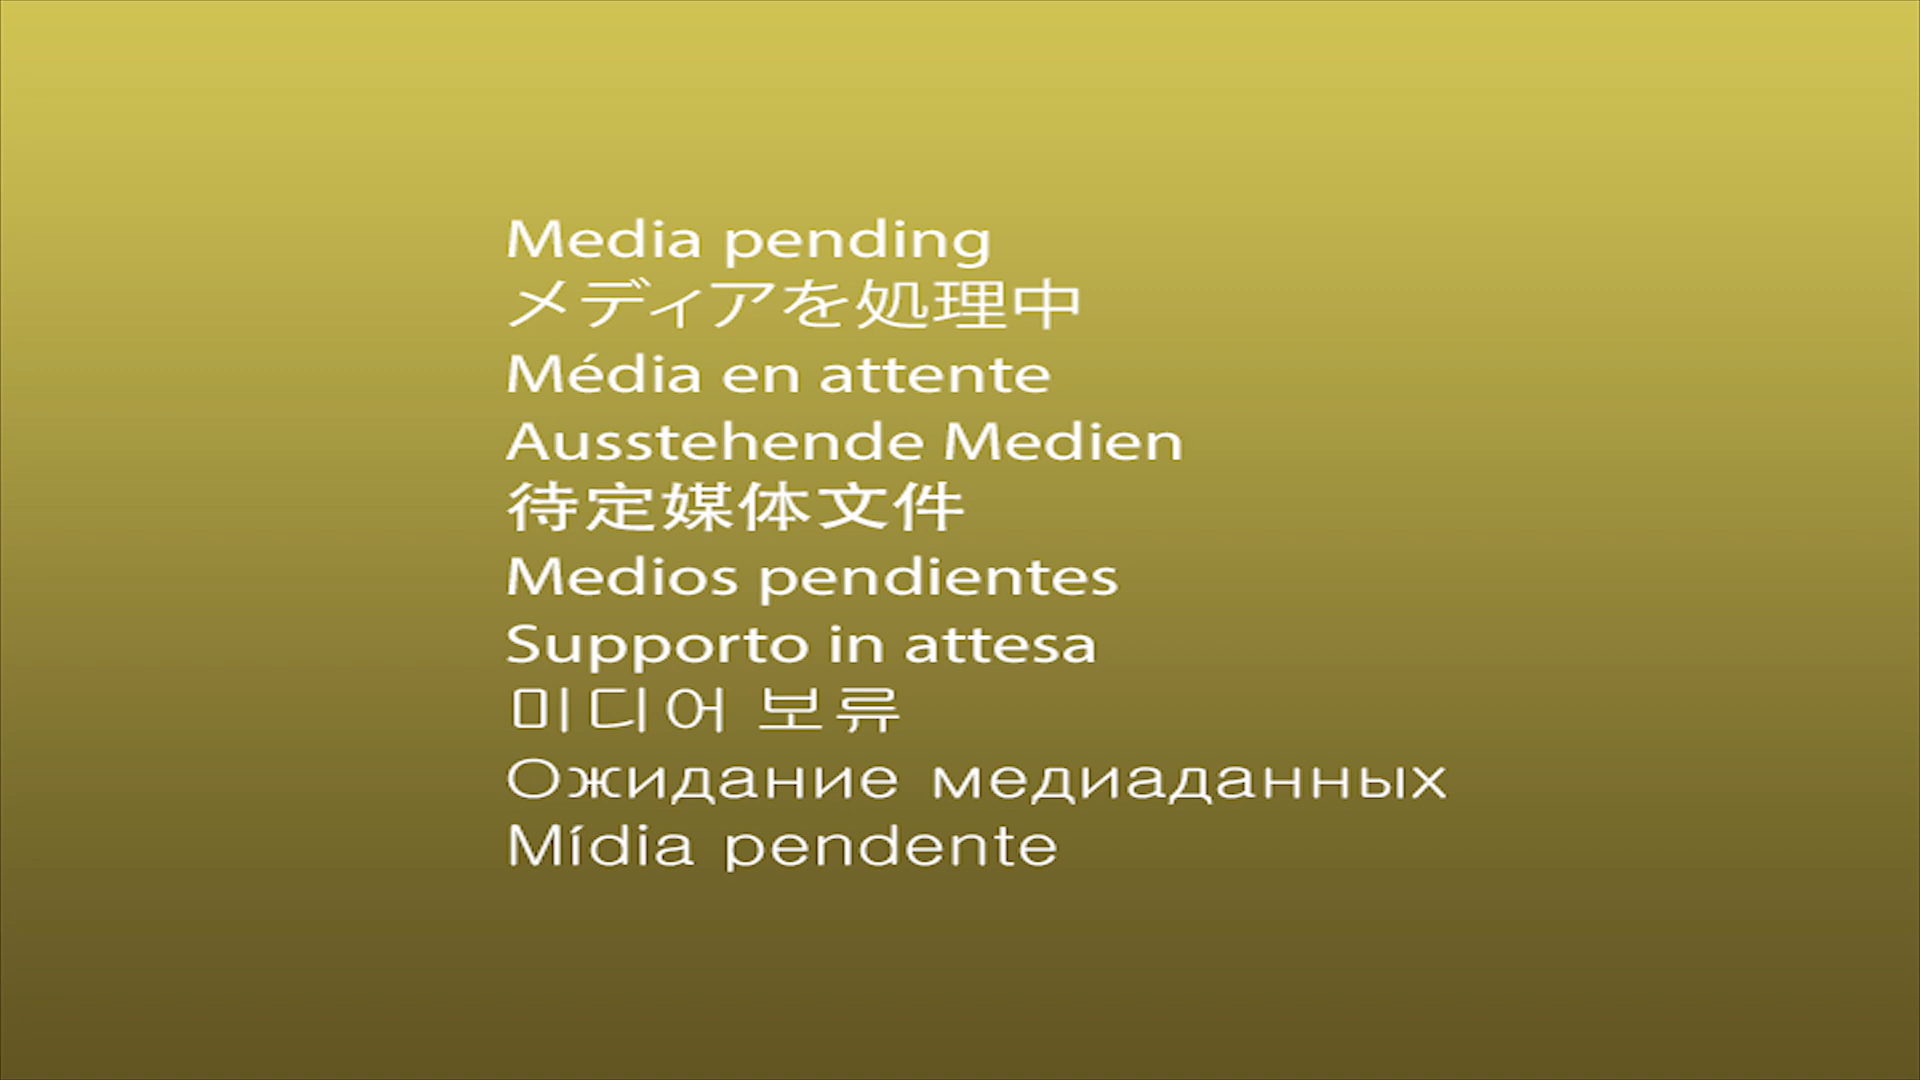 Media pending
メディアを処理中
Média en attente
Ausstehende Medien
待定媒体文件
Medios pendientes
Supporto in attesa
미디어 보류
Ожидание медиаданных
Mídia pendente